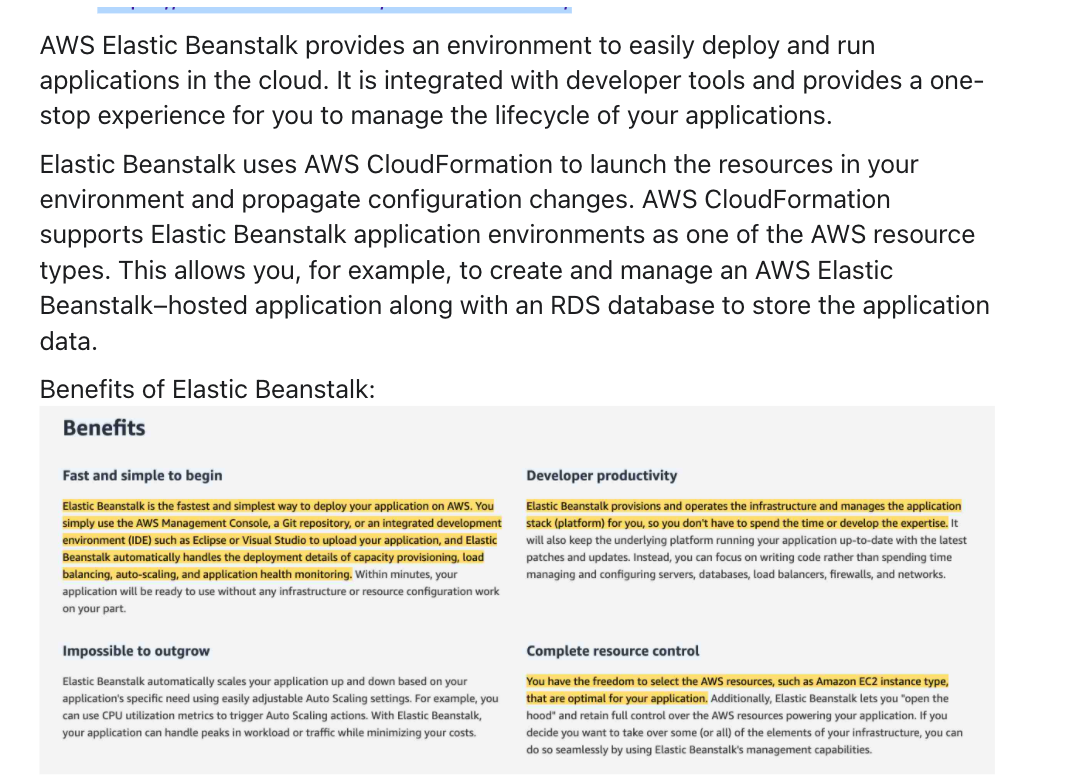 AWS Elastic Beanstalk provides an environment to easily deploy and run
applications in the cloud. It is integrated with developer tools and provides a one-
stop experience for you to manage the lifecycle of your applications.
Elastic Beanstalk uses AWS CloudFormation to launch the resources in your
environment and propagate configuration changes. AWS CloudFormation
supports Elastic Beanstalk application environments as one of the AWS resource
types. This allows you, for example, to create and manage an AWS Elastic
Beanstalk–hosted application along with an RDS database to store the application
data.
Benefits of Elastic Beanstalk:
Benefits
Fast and simple to begin
Elastic Beanstalk is the fastest and simplest way to deploy your application on AWS. You
simply use the AWS Management Console, a Git repository, or an integrated development
environment (IDE) such as Eclipse or Visual Studio to upload your application, and Elastic
Beanstalk automatically handles the deployment details of capacity provisioning, load
balancing, auto-scaling, and application health monitoring. Within minutes, your
application will be ready to use without any infrastructure or resource configuration work
on your part.
Developer productivity
Elastic Beanstalk provisions and operates the infrastructure and manages the application
stack (platform) for you, so you don't have to spend the time or develop the expertise. It
will also keep the underlying platform running your application up-to-date with the latest
patches and updates. Instead, you can focus on writing code rather than spending time
managing and configuring servers, databases, load balancers, firewalls, and networks.
Impossible to outgrow
Elastic Beanstalk automatically scales your application up and down based on your
application's specific need using easily adjustable Auto Scaling settings. For example, you
can use CPU utilization metrics to trigger Auto Scaling actions. With Elastic Beanstalk,
your application can handle peaks in workload or traffic while minimizing your costs.
Complete resource control
You have the freedom to select the AWS resources, such as Amazon EC2 instance type,
that are optimal for your application. Additionally, Elastic Beanstalk lets you "open the
hood" and retain full control over the AWS resources powering your application. If you
decide you want to take over some (or all) of the elements of your infrastructure, you can
do so seamlessly by using Elastic Beanstalk's management capabilities.